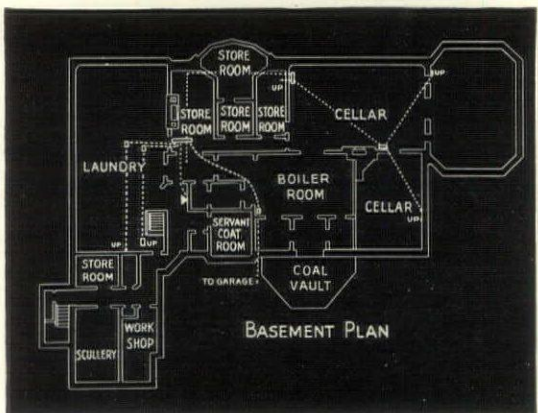 STORE
ROOM
UP
UP
STORE
ROOM
STORE
ROOM
STORE
ROOM
CELLAR
LAUNDRY
BOILER
ROOM
CELLAR
SERVANT
COAT
ROOM
UP
UP
UP
STORE
ROOM
TO GARAGE
COAL
VAULT
WORK
SHOP
BASEMENT PLAN
SCULLERY